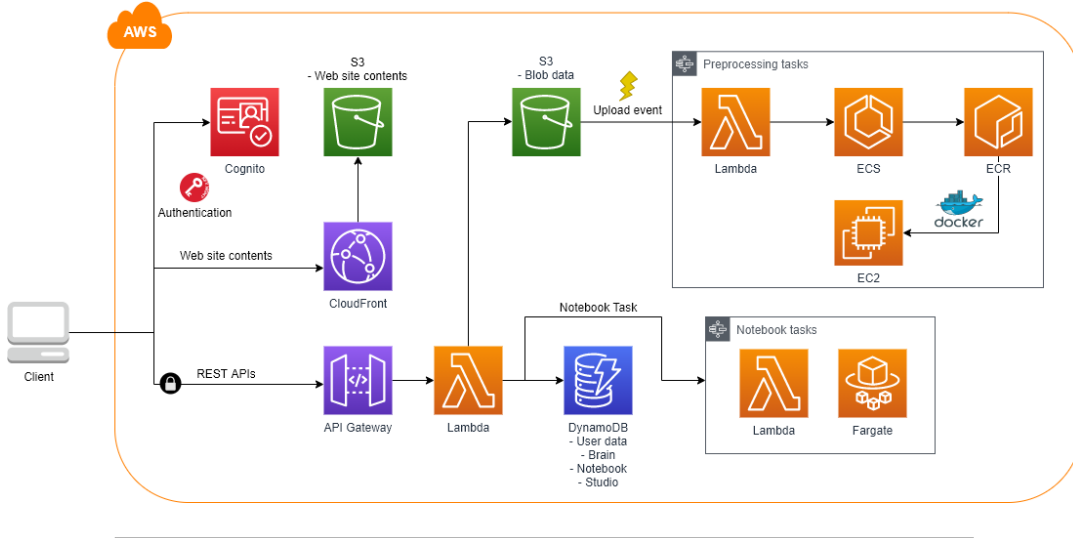 AWS
S3
- Web site contents
S3
- Blob data
Preprocessing tasks
Upload event
Cognito
Lambda
ECS
ECR
Authentication
docker
Web site contents
CloudFront
EC2
Notebook Task
Notebook tasks
Client
REST APIs
API Gateway
Lambda
DynamoDB
- User data
- Brain
- Notebook
- Studio
Lambda
Fargate